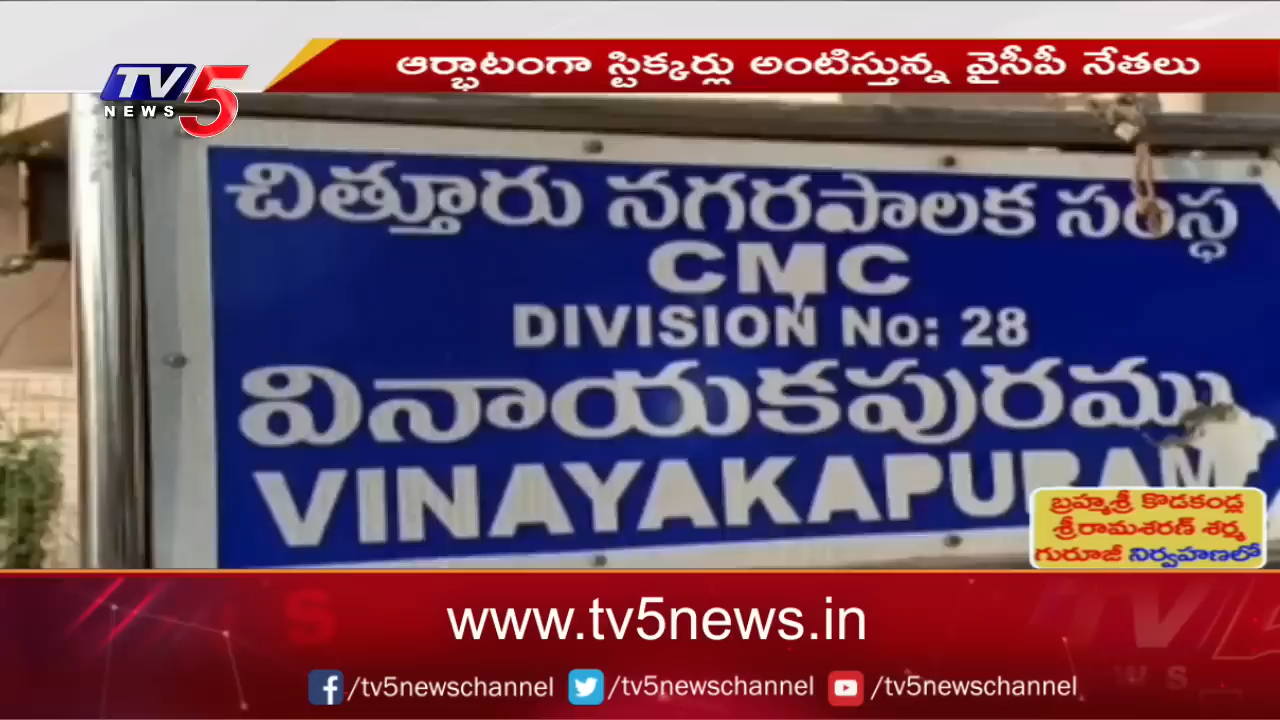 ఆర్భాటంగా స్టిక్కర్లు అంటిస్తున్న వైసీపీ నేతలు
TV5
NEWS
చిత్తూరు నగరపాలక సంస్థ
CMC
DIVISION No: 28
వినాయకపురము
VINAYAKAPURAM
బ్రహ్మశ్రీ కొడకండ్ల
శ్రీరామశరణ్ శర్మ
గురూజీ నిర్వహణలో
www.tv5news.in
/tv5newschannel /tv5newschannel /tv5newschannel